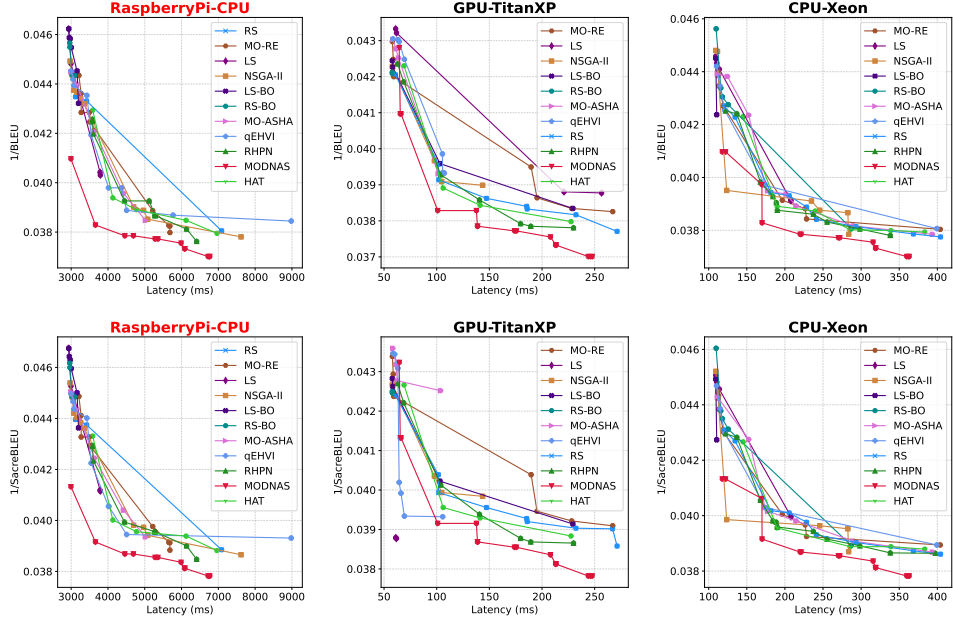 RaspberryPi-CPU
0.046
0.044
0.042
0.040
0.038
1/BLEU
3000 4000 5000 6000 7000 8000 9000
Latency (ms)
RS
MO-RE
LS
NSGA-II
LS-BO
RS-BO
MO-ASHA
qEHVI
RHPN
MODNAS
HAT
GPU-TitanXP
0.043
0.042
0.041
0.040
0.039
0.038
0.037
1/BLEU
50 100 150 200 250
Latency (ms)
MO-RE
LS
NSGA-II
LS-BO
RS-BO
MO-ASHA
qEHVI
RS
RHPN
MODNAS
HAT
CPU-Xeon
0.046
0.044
0.042
0.040
0.038
1/BLEU
100 150 200 250 300 350 400
Latency (ms)
MO-RE
LS
NSGA-II
LS-BO
RS-BO
MO-ASHA
qEHVI
RS
RHPN
MODNAS
HAT
RaspberryPi-CPU
0.046
0.044
0.042
0.040
0.038
1/SacreBLEU
3000 4000 5000 6000 7000 8000 9000
Latency (ms)
RS
MO-RE
LS
NSGA-II
LS-BO
RS-BO
MO-ASHA
qEHVI
RHPN
MODNAS
HAT
GPU-TitanXP
0.043
0.042
0.041
0.040
0.039
0.038
1/SacreBLEU
50 100 150 200 250
Latency (ms)
MO-RE
LS
NSGA-II
LS-BO
RS-BO
MO-ASHA
qEHVI
RS
RHPN
MODNAS
HAT
CPU-Xeon
0.046
0.044
0.042
0.040
0.038
1/SacreBLEU
100 150 200 250 300 350 400
Latency (ms)
MO-RE
LS
NSGA-II
LS-BO
RS-BO
MO-ASHA
qEHVI
RS
RHPN
MODNAS
HAT